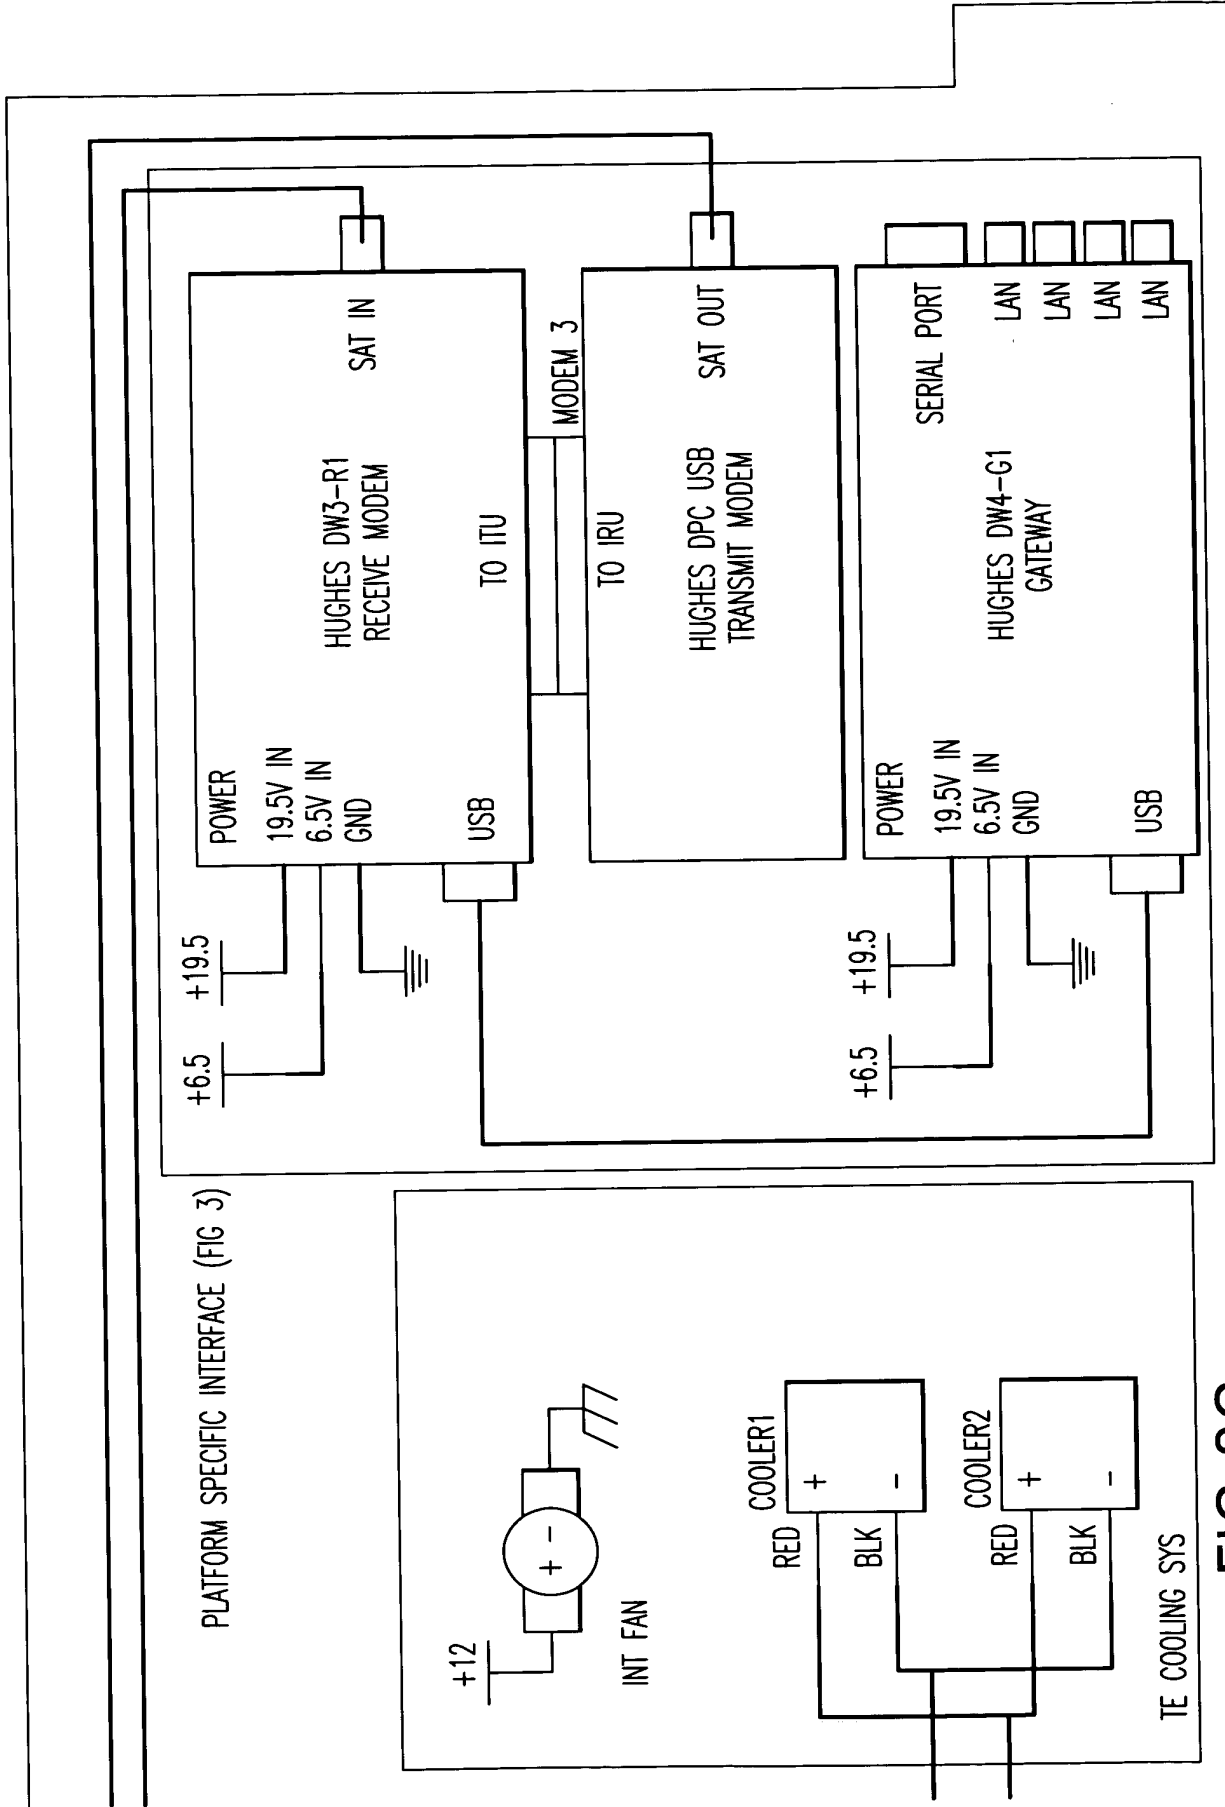 PLATFORM SPECIFIC INTERFACE (FIG 3)
+6.5
+19.5
POWER
19.5V IN
6.5V IN
GND
USB
HUGHES DW3-R1
RECEIVE MODEM
SAT IN
TO ITU
MODEM 3
TO IRU
HUGHES DPC USB
TRANSMIT MODEM
SAT OUT
+6.5
+19.5
POWER
19.5V IN
6.5V IN
GND
USB
HUGHES DW4-G1
GATEWAY
SERIAL PORT
LAN
LAN
LAN
LAN
+12
+ -
INT FAN
COOLER1
RED
+
BLK
-
COOLER2
RED
+
BLK
-
TE COOLING SYS